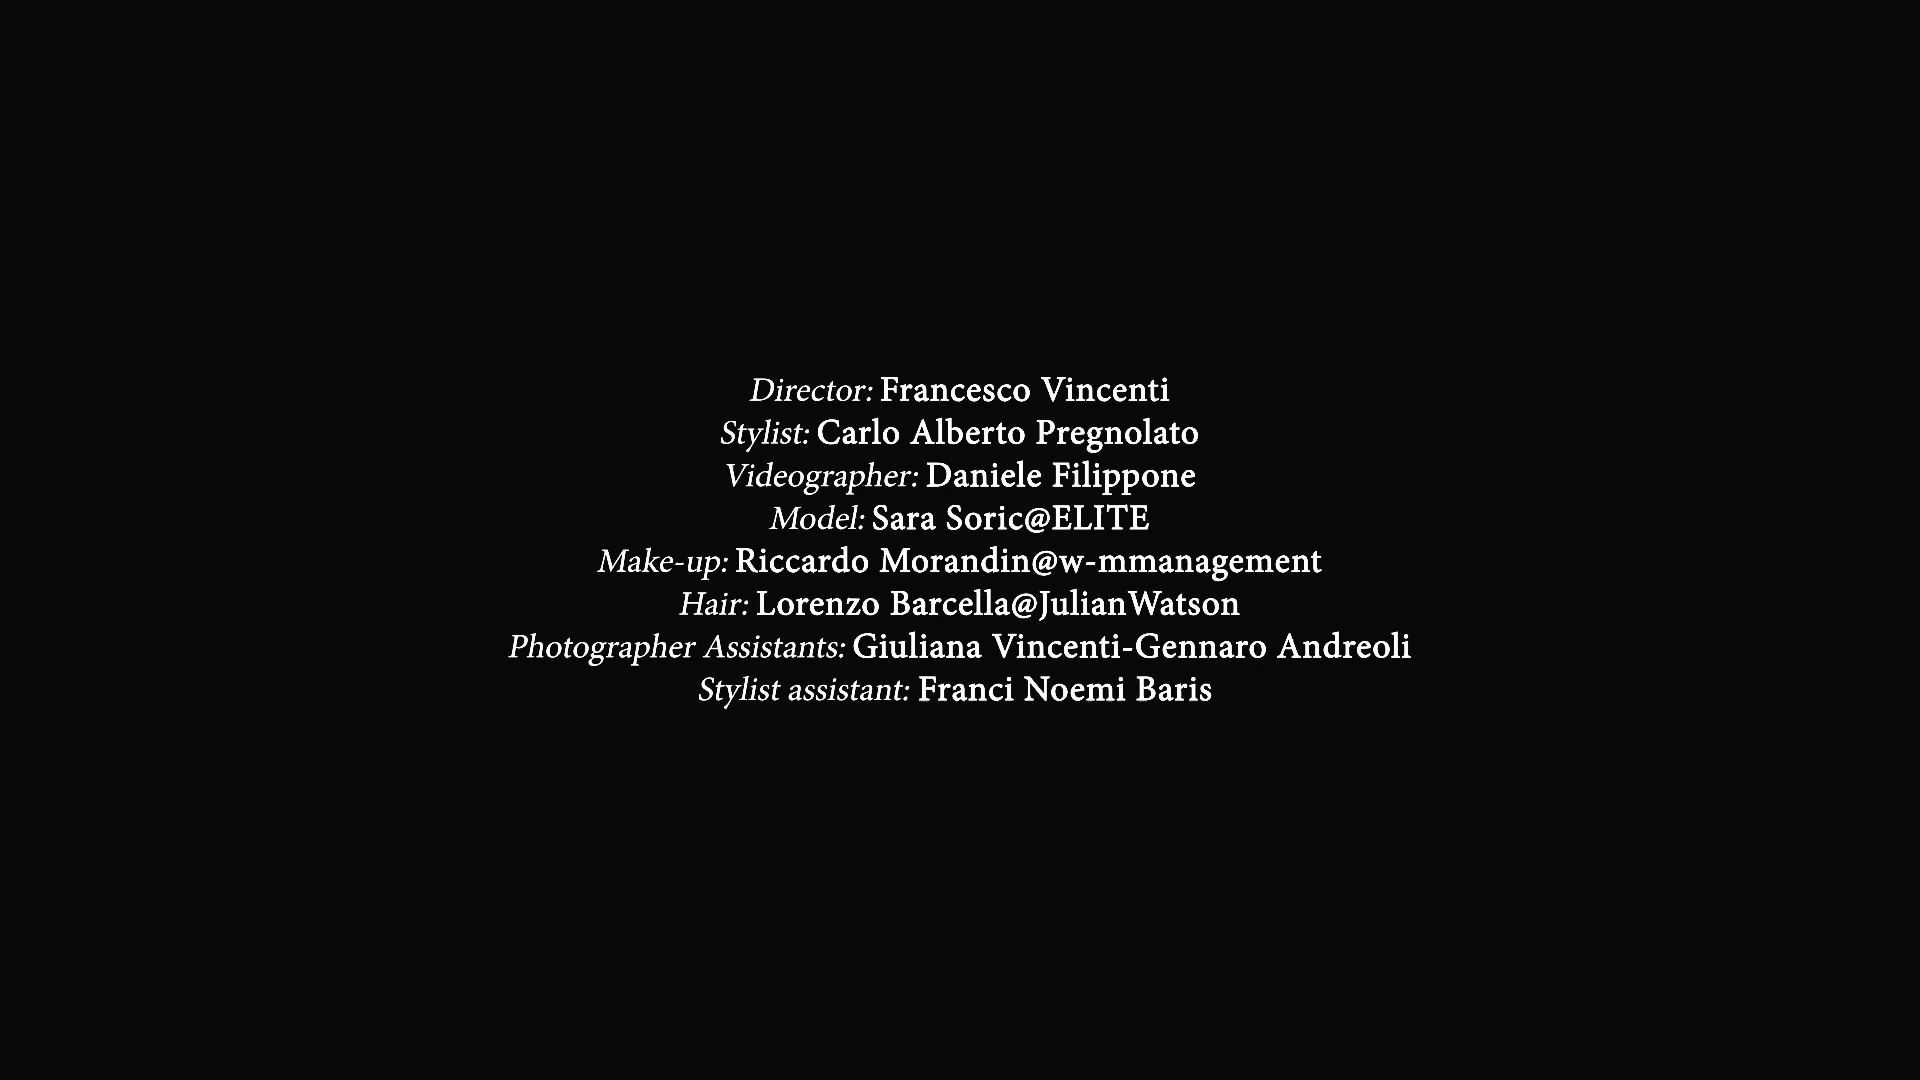 Director: Francesco Vincenti
Stylist: Carlo Alberto Pregnolato
Videographer: Daniele Filippone
Model: Sara Soric@ELITE
Make-up: Riccardo Morandin@w-mmanagement
Hair: Lorenzo Barcella@JulianWatson
Photographer Assistants: Giuliana Vincenti-Gennaro Andreoli
Stylist assistant: Franci Noemi Baris